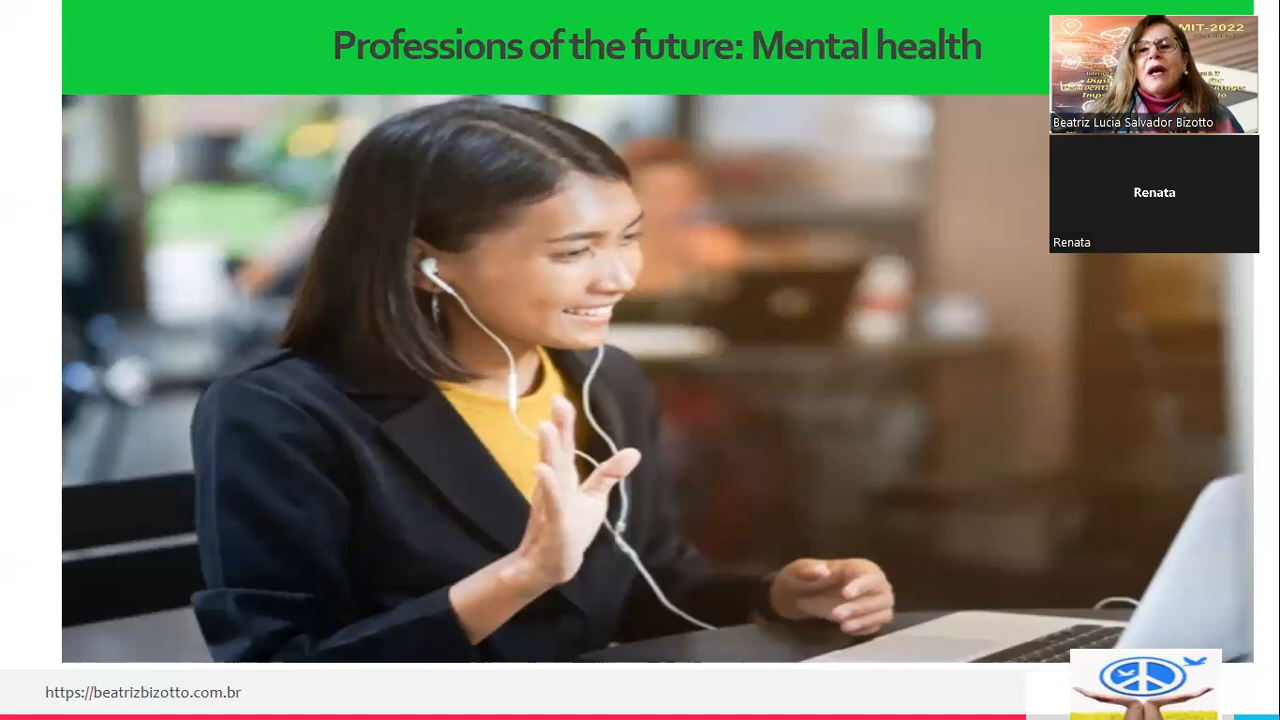 Professions of the future: Mental health
MIT-2022
Beatriz Lucia Salvador Bizotto
Renata
Renata
https://beatrizbizotto.com.br